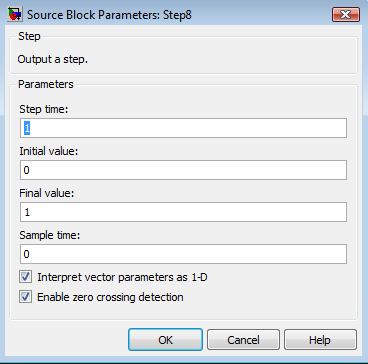 Source Block Parameters: Step8
Step
Output a step.
Parameters
Step time:
1
Initial value:
0
Final value:
1
Sample time:
0
Interpret vector parameters as 1-D
Enable zero crossing detection
OK Cancel Help